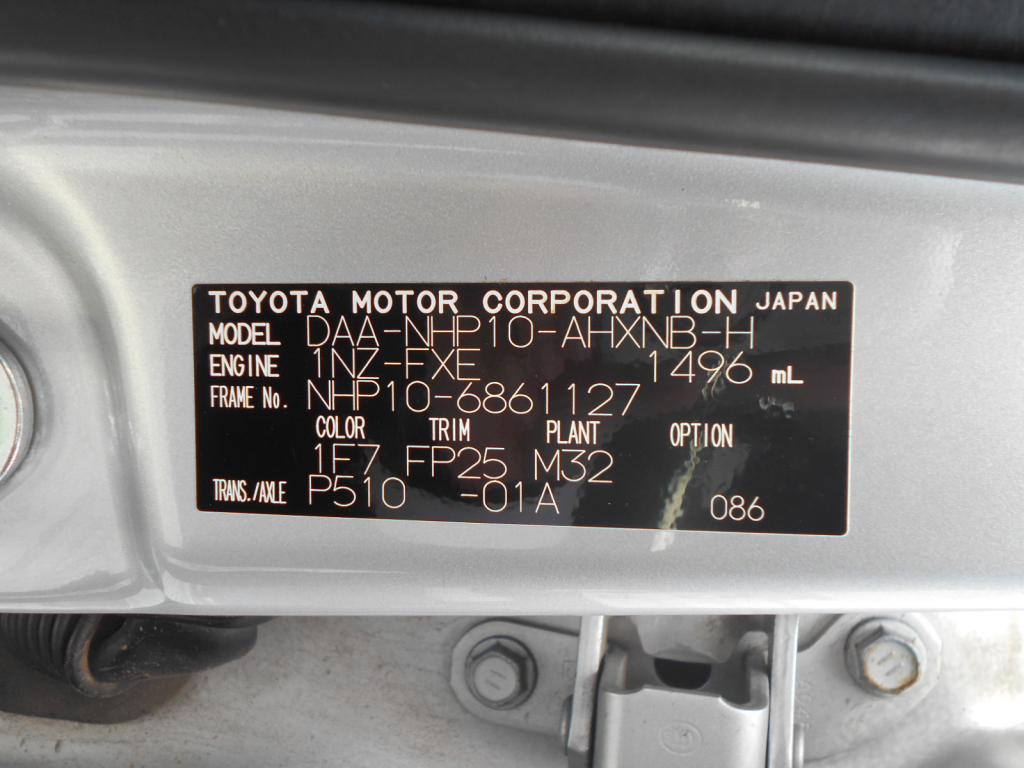 TOYOTA MOTOR CORPORATION JAPAN
MODEL DAA-NHP10-AHXNB-H
ENGINE 1NZ-FXE 1496 mL
FRAME No. NHP10-6861127
COLOR TRIM PLANT OPTION
1F7 FP25 M32
TRANS./AXLE P510 -01A 086